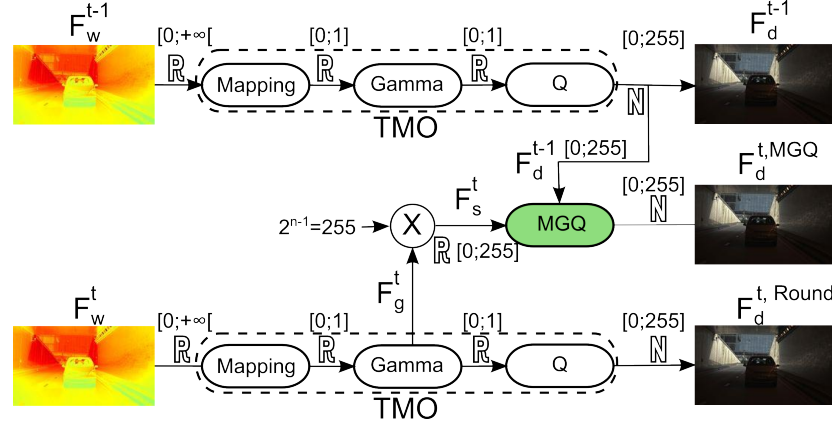 F_w^{t-1}
[0;+∞[
ℝ
Mapping
[0;1]
ℝ
Gamma
[0;1]
ℝ
Q
[0;255]
ℕ
F_d^{t-1}
TMO
F_d^{t-1} [0;255]
F_d^{t,MGQ}
[0;255]
ℕ
F_s^t
2^{n-1}=255
X
MGQ
ℝ [0;255]
F_g^t
F_w^t
[0;+∞[
ℝ
Mapping
[0;1]
ℝ
Gamma
[0;1]
ℝ
Q
[0;255]
ℕ
F_d^{t, Round}
TMO